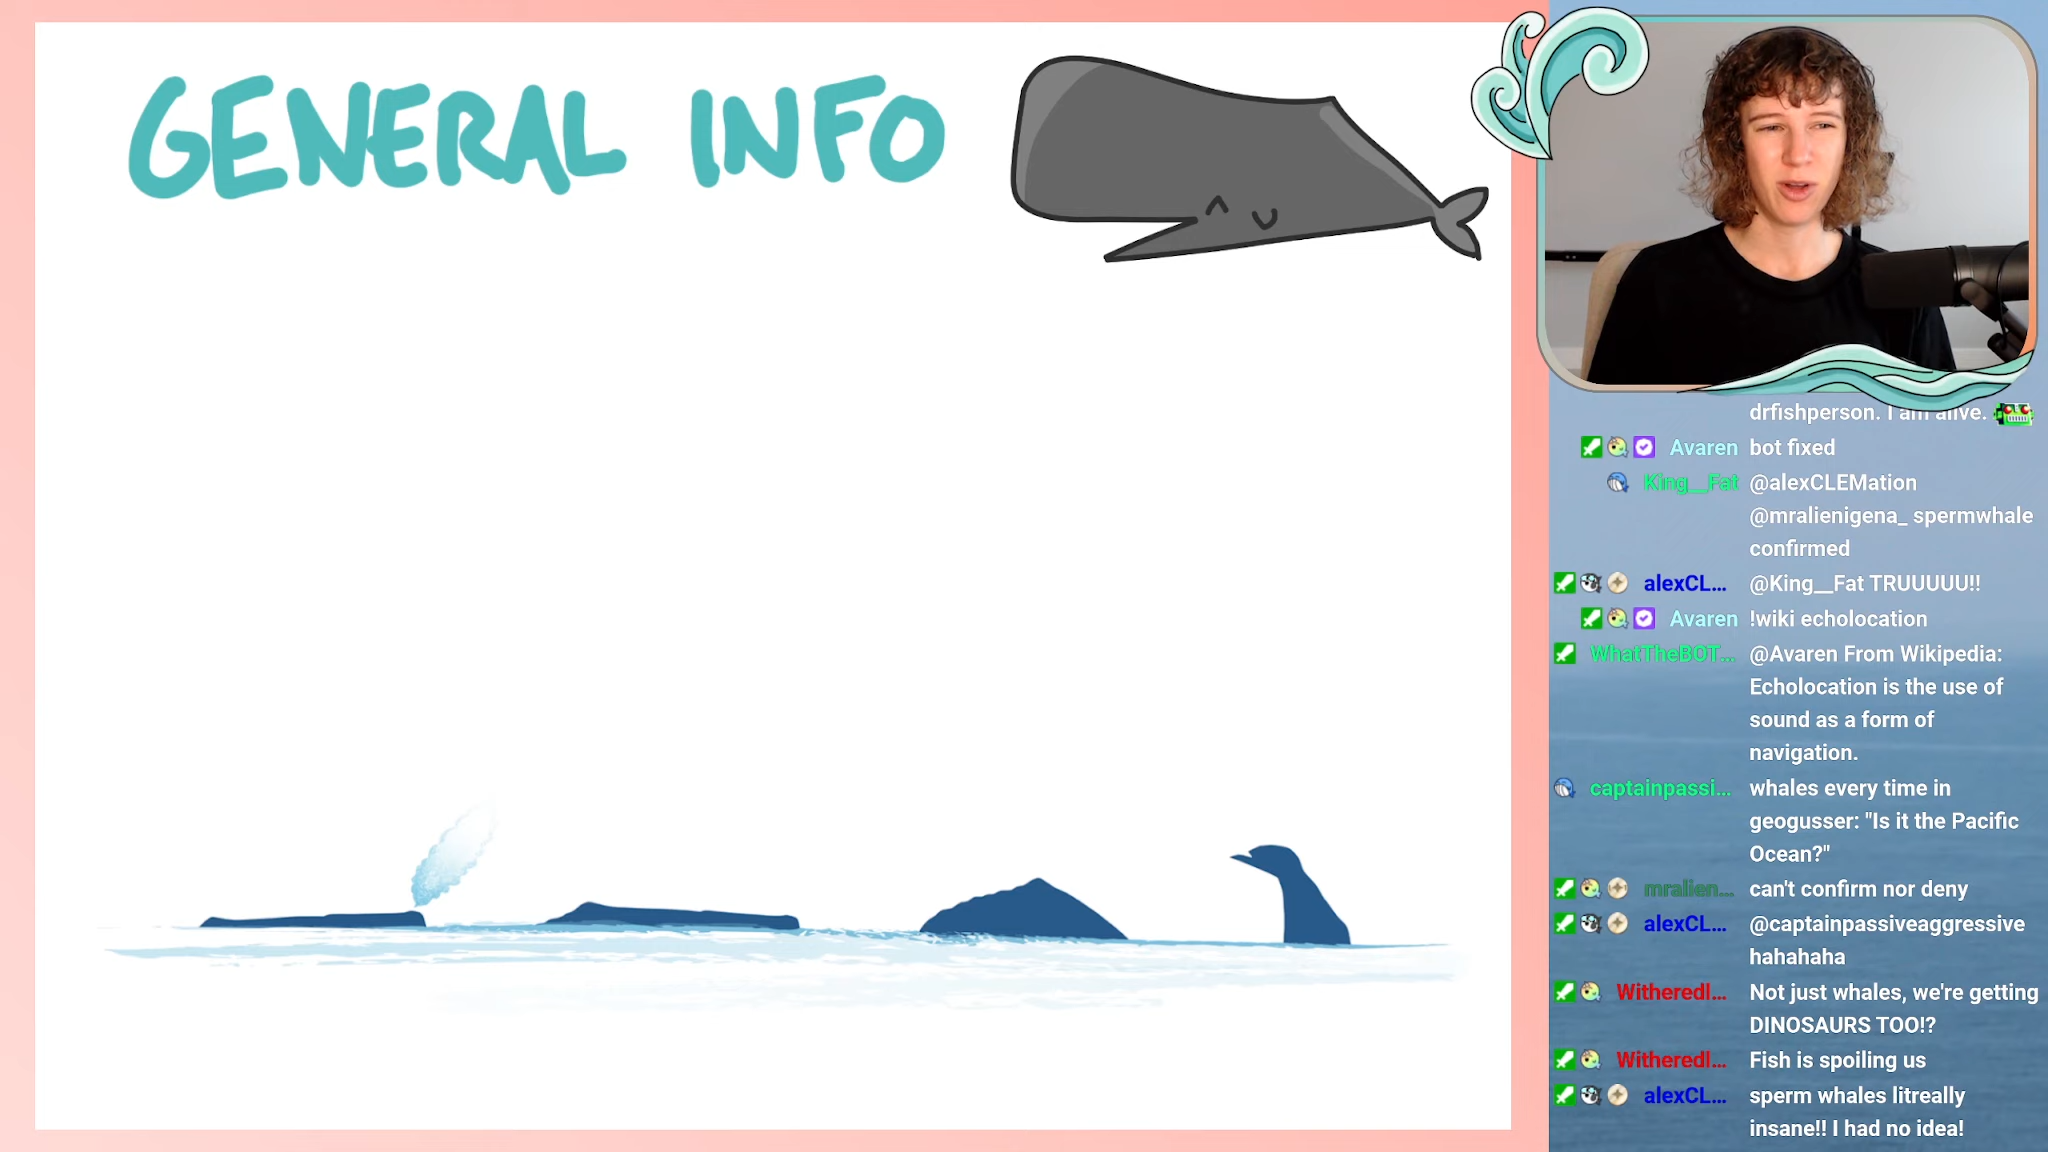 GENERAL INFO
drfishperson. I am alive.
Avaren bot fixed
King__Fat @alexCLEMation
@mralienigena_ spermwhale
confirmed
alexCL... @King__Fat TRUUUUU!!
Avaren !wiki echolocation
WhatTheBOT... @Avaren From Wikipedia:
Echolocation is the use of
sound as a form of
navigation.
captainpassi... whales every time in
geogusser: "Is it the Pacific
Ocean?"
mralien... can't confirm nor deny
alexCL... @captainpassiveaggressive
hahahaha
WitheredI... Not just whales, we're getting
DINOSAURS TOO!?
WitheredI... Fish is spoiling us
alexCL... sperm whales litreally
insane!! I had no idea!